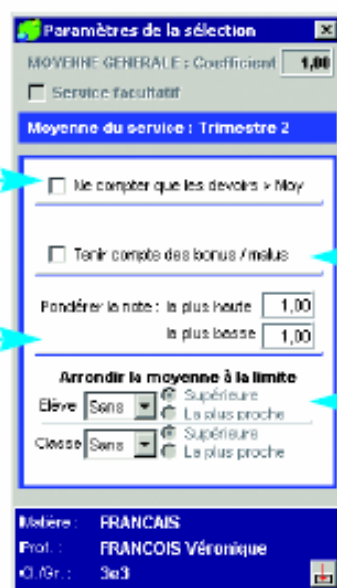 Paramètres de la sélection
MOYENNE GENERALE : Coefficient 1,00
Service facultatif
Moyenne du service : Trimestre 2
Ne compter que les devoirs > Moy
Tenir compte des bonus / malus
Pondérer la note : la plus haute 1,00
la plus basse 1,00
Arrondir la moyenne à la limite
Elève Sans Supérieure
La plus proche
Classe Sans Supérieure
La plus proche
Matière : FRANCAIS
Prof. : FRANCOIS Véronique
Cl./Gr. : 3e3